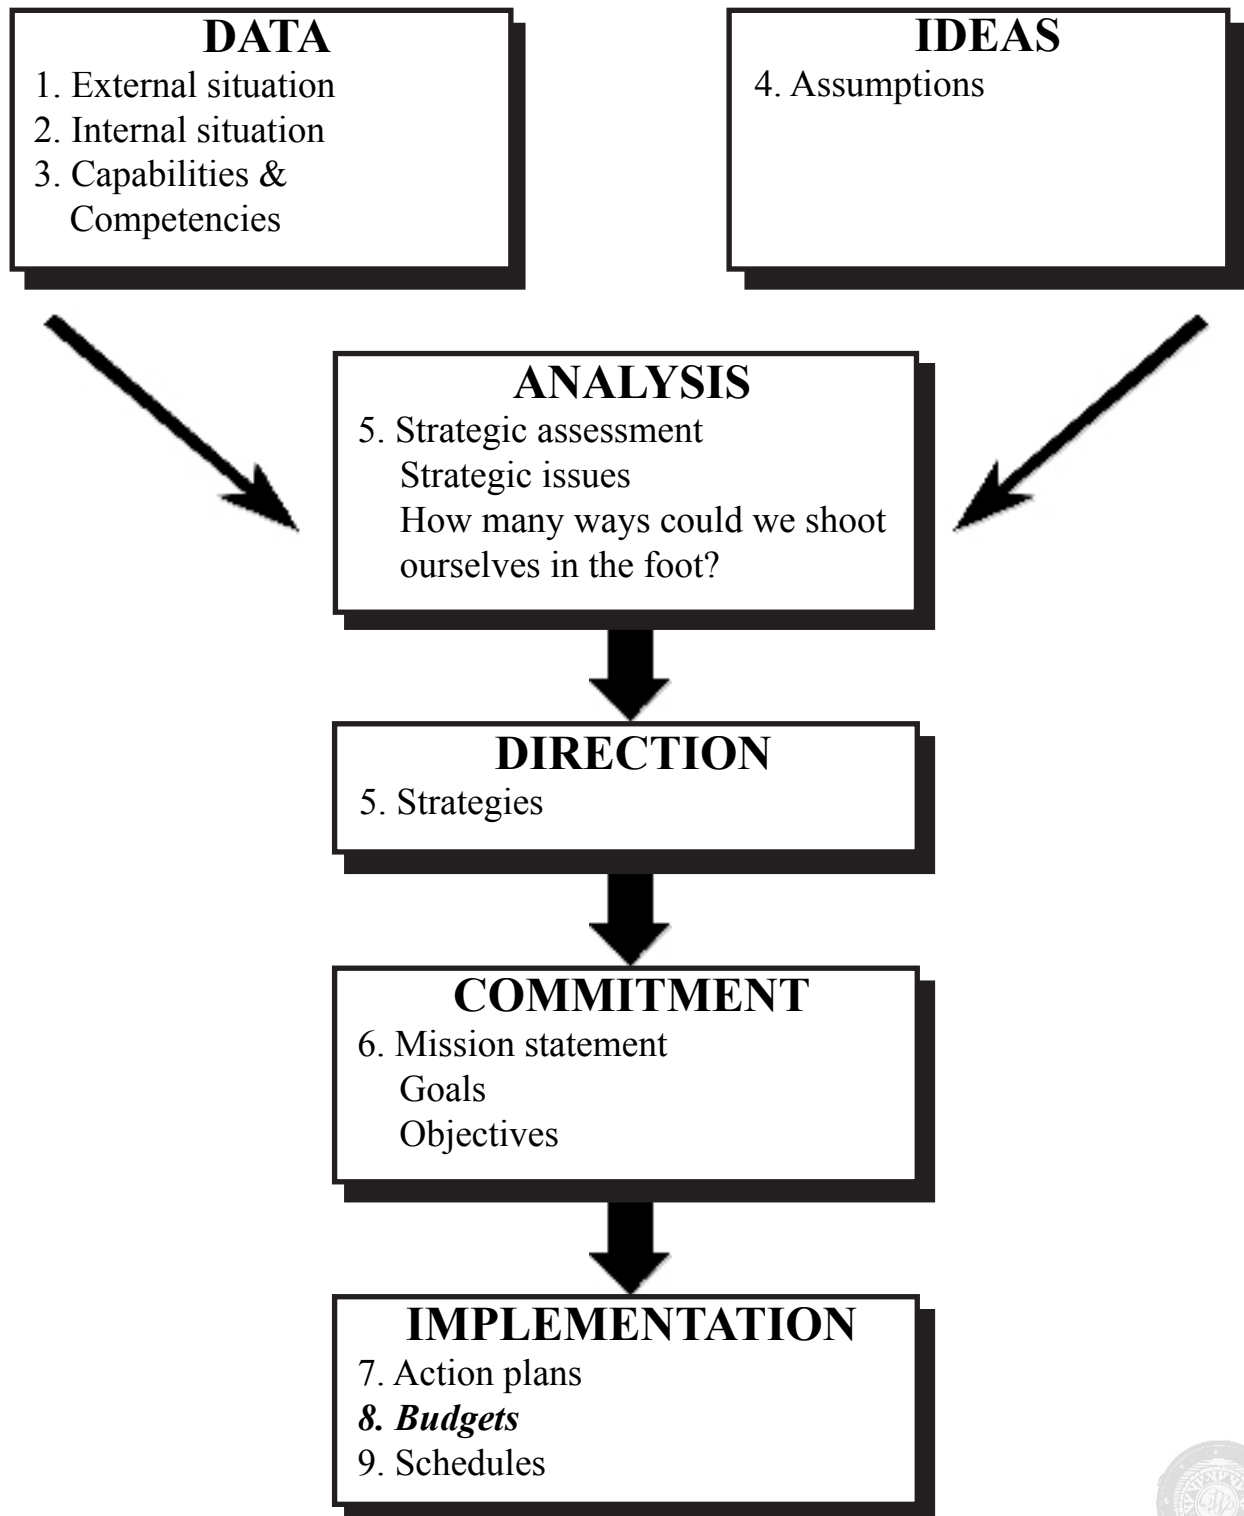 DATA
1. External situation
2. Internal situation
3. Capabilities &
Competencies
IDEAS
4. Assumptions
ANALYSIS
5. Strategic assessment
Strategic issues
How many ways could we shoot
ourselves in the foot?
DIRECTION
5. Strategies
COMMITMENT
6. Mission statement
Goals
Objectives
IMPLEMENTATION
7. Action plans
8. Budgets
9. Schedules